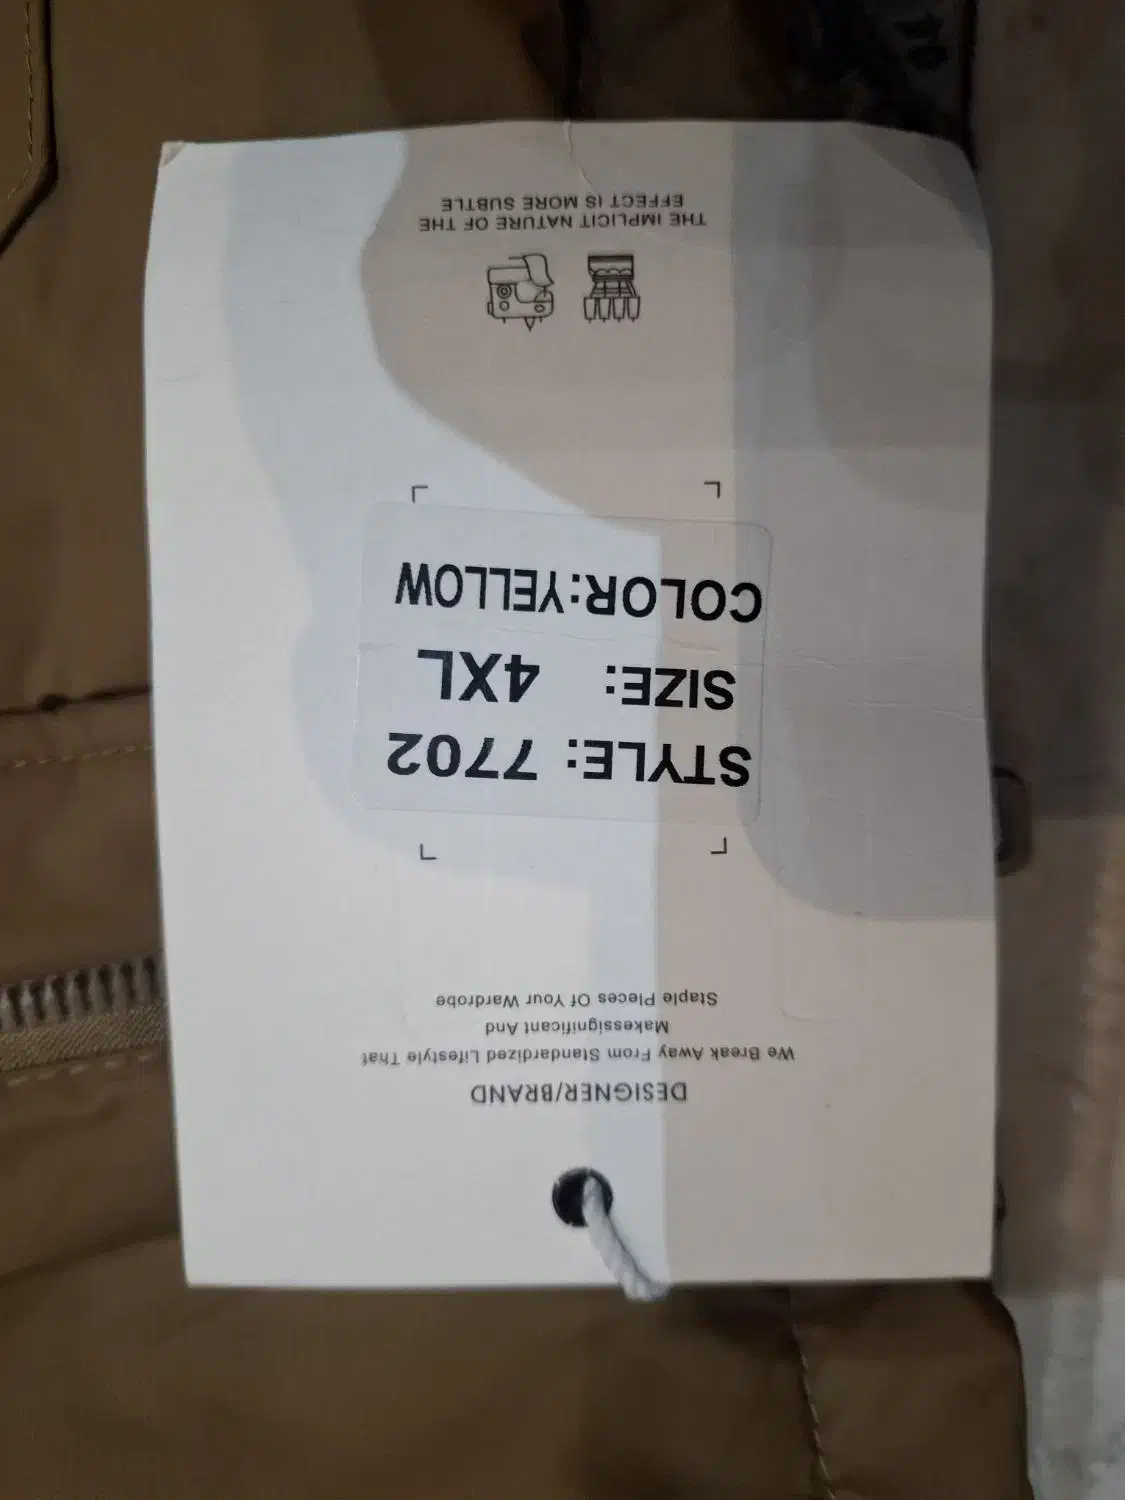 DESIGNER/BRAND
We Break Away From Standardized Lifestyle That
Makessignificant And
Staple Pieces Of Your Wardrobe
STYLE: 7702
SIZE: 4XL
COLOR:YELLOW
THE IMPLICIT NATURE OF THE
EFFECT IS MORE SUBTLE